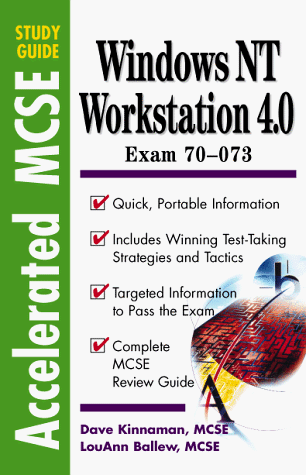 STUDY
GUIDE
Accelerated MCSE
Windows NT
Workstation 4.0
Exam 70–073
Quick, Portable Information
Includes Winning Test-Taking
Strategies and Tactics
Targeted Information
to Pass the Exam
Complete
MCSE
Review Guide
b
A
Dave Kinnaman, MCSE
LouAnn Ballew, MCSE